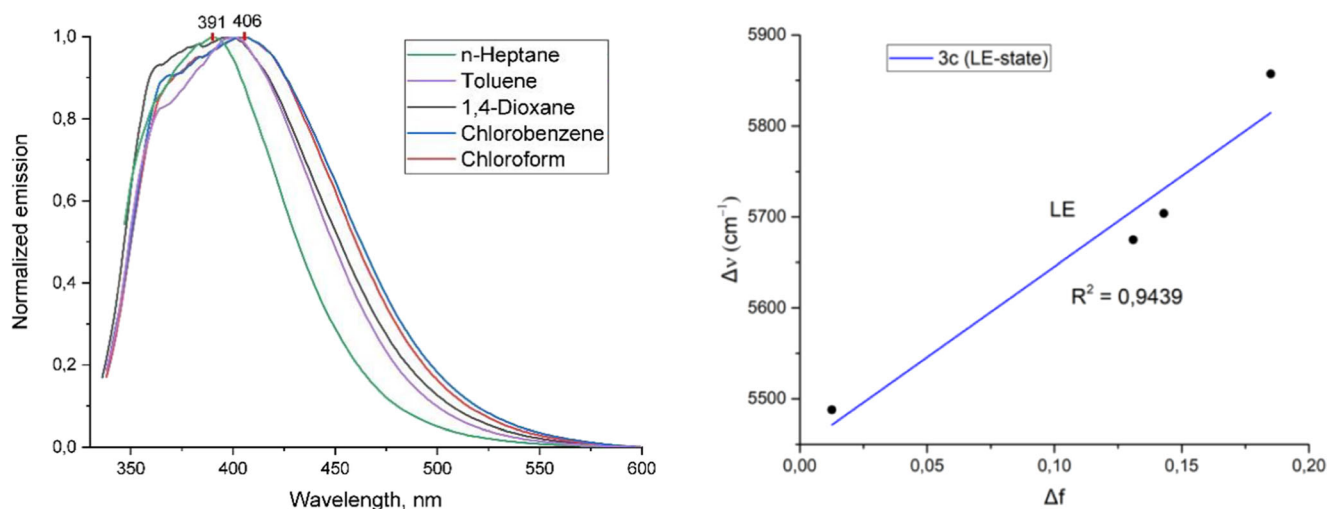 391 406
1,0
0,8
0,6
0,4
0,2
0,0
Normalized emission
n-Heptane
Toluene
1,4-Dioxane
Chlorobenzene
Chloroform
350 400 450 500 550 600
Wavelength, nm
5900
5800
5700
5600
5500
Δν (cm⁻¹)
3c (LE-state)
LE
R² = 0,9439
0,00 0,05 0,10 0,15 0,20
Δf